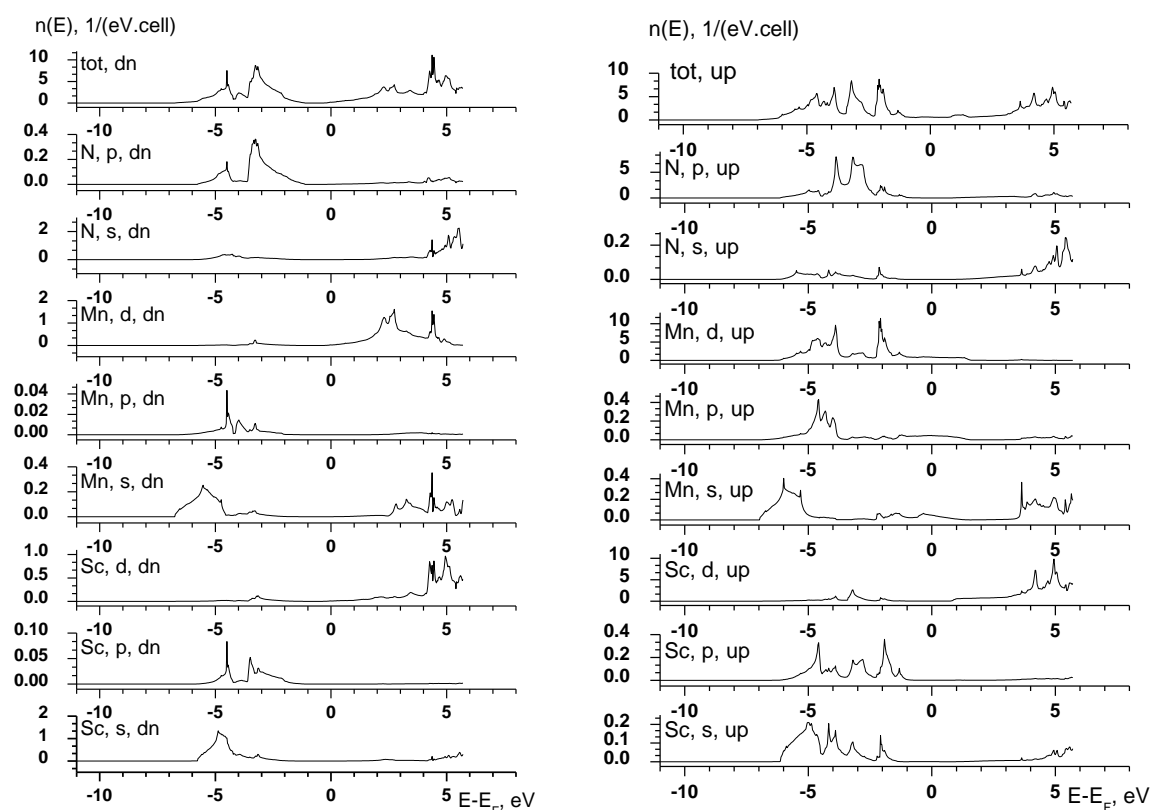 n(E), 1/(eV.cell)
10
5
0
tot, dn
-10 -5 0 5
0.4
0.2
0.0
N, p, dn
-10 -5 0 5
2
0
N, s, dn
-10 -5 0 5
2
1
0
Mn, d, dn
-10 -5 0 5
0.04
0.02
0.00
Mn, p, dn
-10 -5 0 5
0.4
0.2
0.0
Mn, s, dn
-10 -5 0 5
1.0
0.5
0.0
Sc, d, dn
-10 -5 0 5
0.10
0.05
0.00
Sc, p, dn
-10 -5 0 5
2
1
0
Sc, s, dn
-10 -5 0 5 E-E_F, eV
n(E), 1/(eV.cell)
10
5
0
tot, up
-10 -5 0 5
5
0
N, p, up
-10 -5 0 5
0.2
0.0
N, s, up
-10 -5 0 5
10
5
0
Mn, d, up
-10 -5 0 5
0.4
0.2
0.0
Mn, p, up
-10 -5 0 5
0.4
0.2
0.0
Mn, s, up
-10 -5 0 5
10
5
0
Sc, d, up
-10 -5 0 5
0.4
0.2
0.0
Sc, p, up
-10 -5 0 5
0.2
0.1
0.0
Sc, s, up
-10 -5 0 5 E-E_F, eV